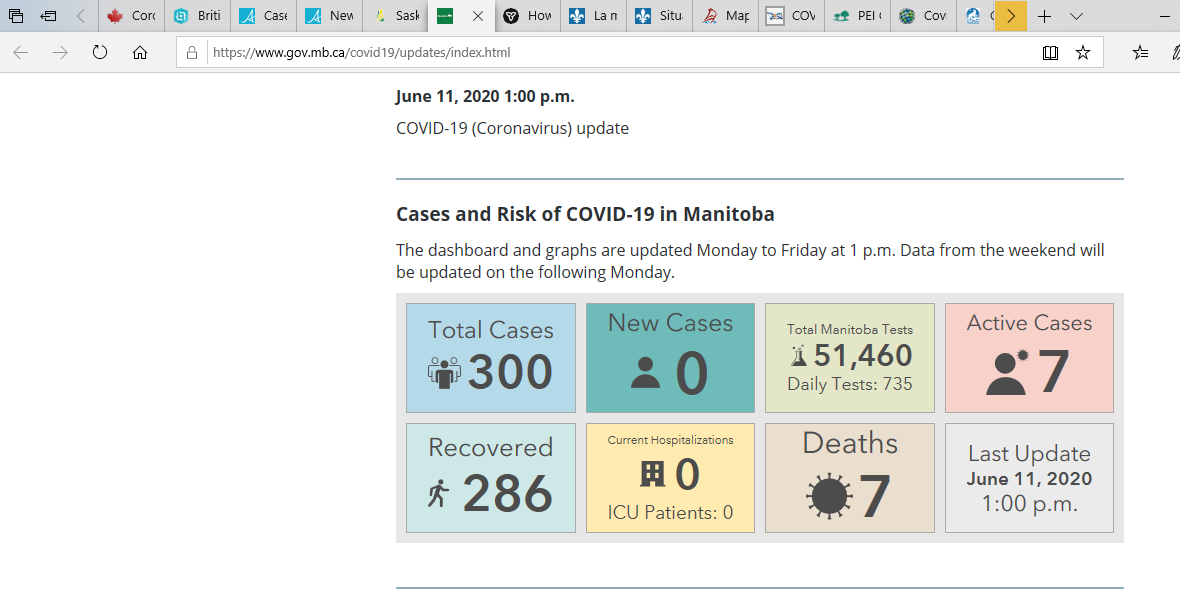 Coro
Briti
Case
New
Sask
How
La m
Situ
Map
COV
PEI
Cov
https://www.gov.mb.ca/covid19/updates/index.html
June 11, 2020 1:00 p.m.
COVID-19 (Coronavirus) update
Cases and Risk of COVID-19 in Manitoba
The dashboard and graphs are updated Monday to Friday at 1 p.m. Data from the weekend will
be updated on the following Monday.
Total Cases
300
New Cases
0
Total Manitoba Tests
51,460
Daily Tests: 735
Active Cases
7
Recovered
286
Current Hospitalizations
0
ICU Patients: 0
Deaths
7
Last Update
June 11, 2020
1:00 p.m.